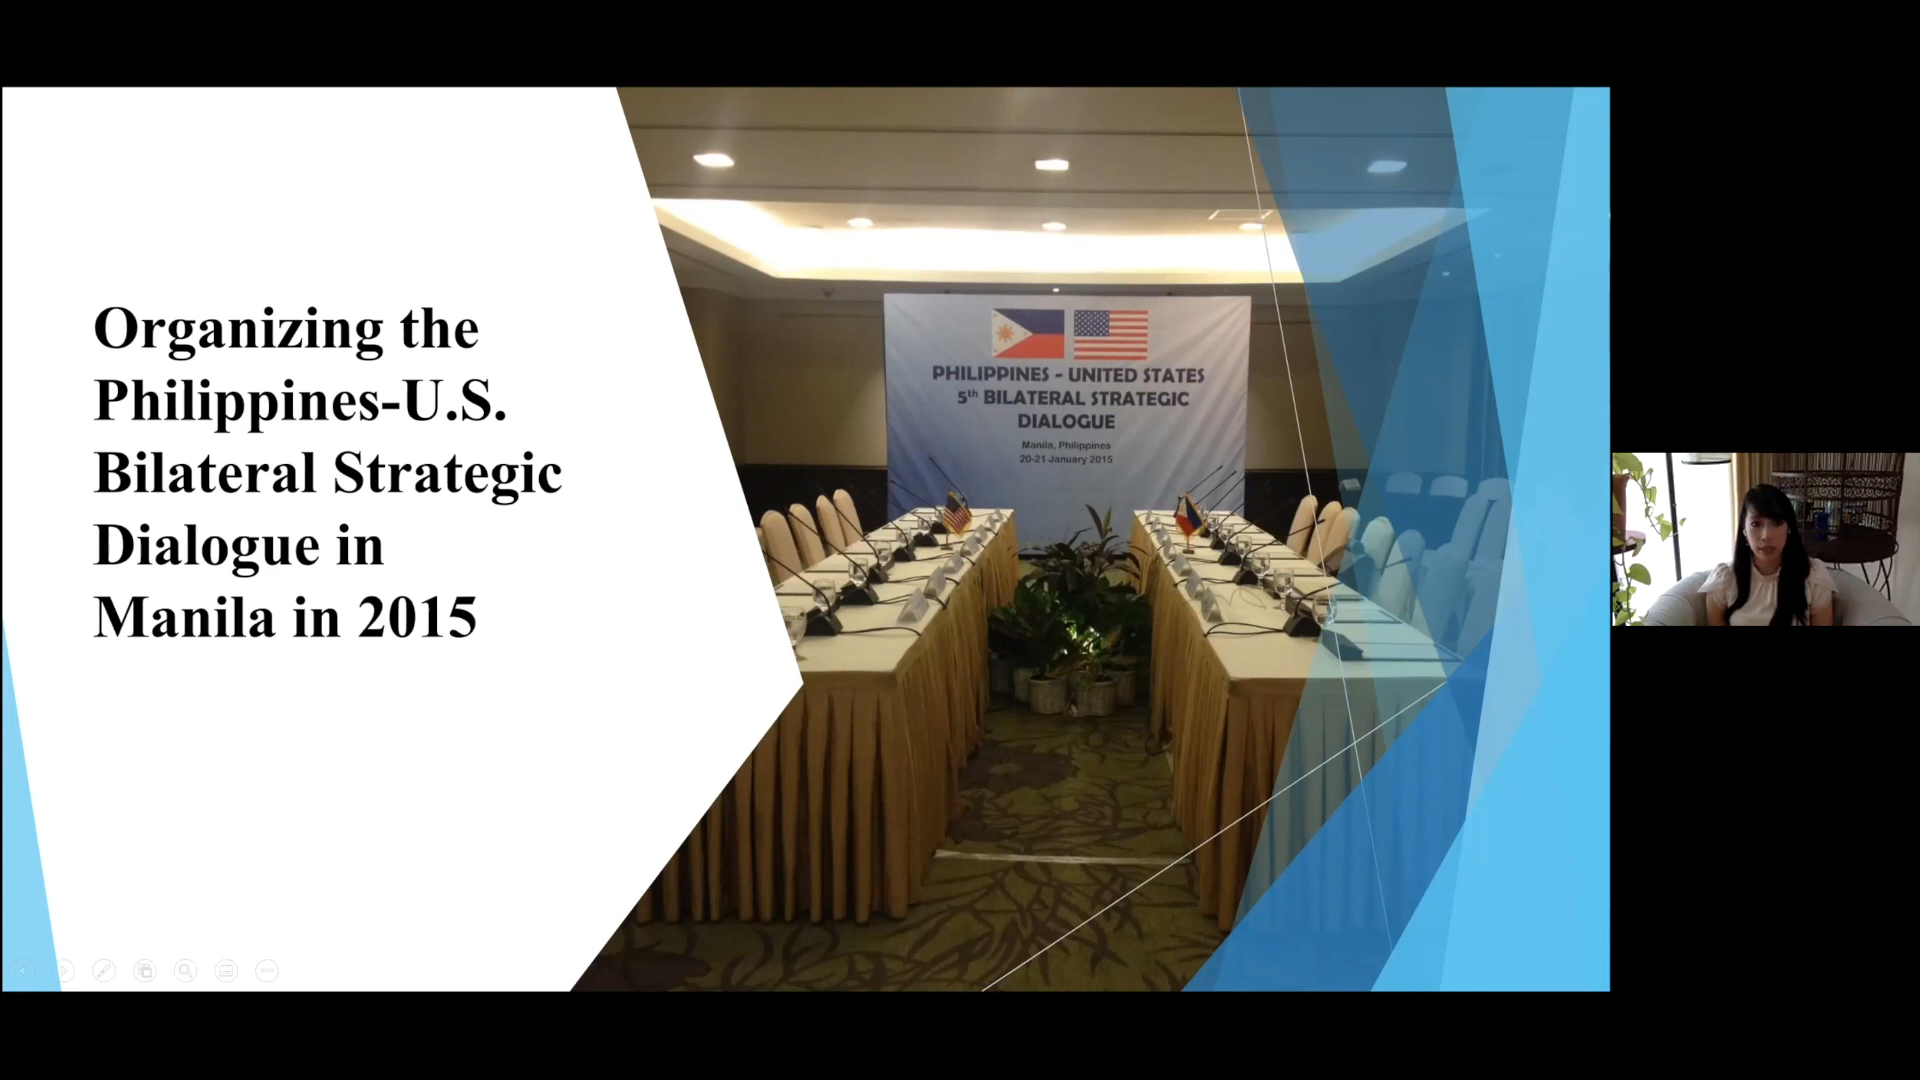 Organizing the
Philippines-U.S.
Bilateral Strategic
Dialogue in
Manila in 2015
PHILIPPINES - UNITED STATES
5th BILATERAL STRATEGIC
DIALOGUE
Manila, Philippines
20-21 January 2015